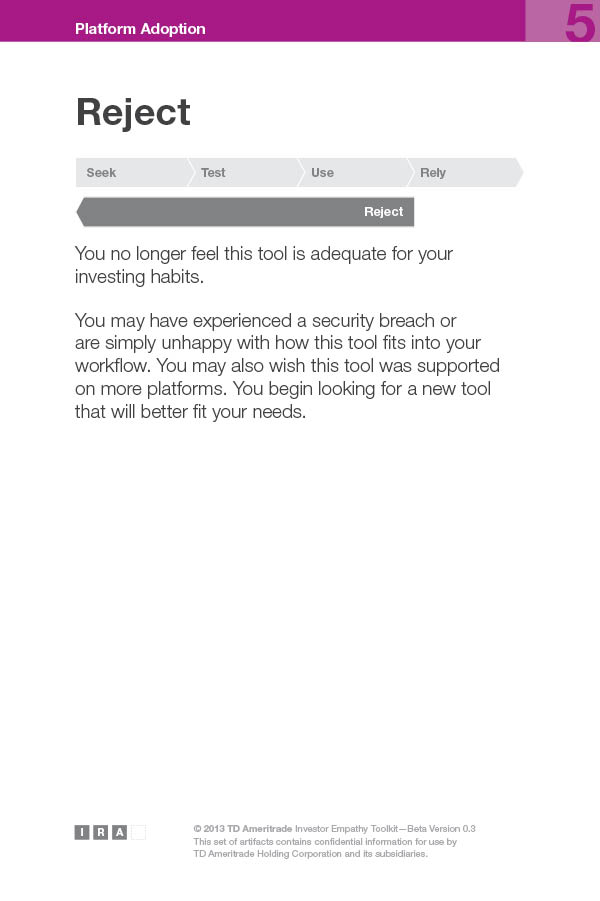 Platform Adoption
5
Reject
Seek Test Use Rely
Reject
You no longer feel this tool is adequate for your
investing habits.
You may have experienced a security breach or
are simply unhappy with how this tool fits into your
workflow. You may also wish this tool was supported
on more platforms. You begin looking for a new tool
that will better fit your needs.
I R A
© 2013 TD Ameritrade Investor Empathy Toolkit—Beta Version 0.3
This set of artifacts contains confidential information for use by
TD Ameritrade Holding Corporation and its subsidiaries.